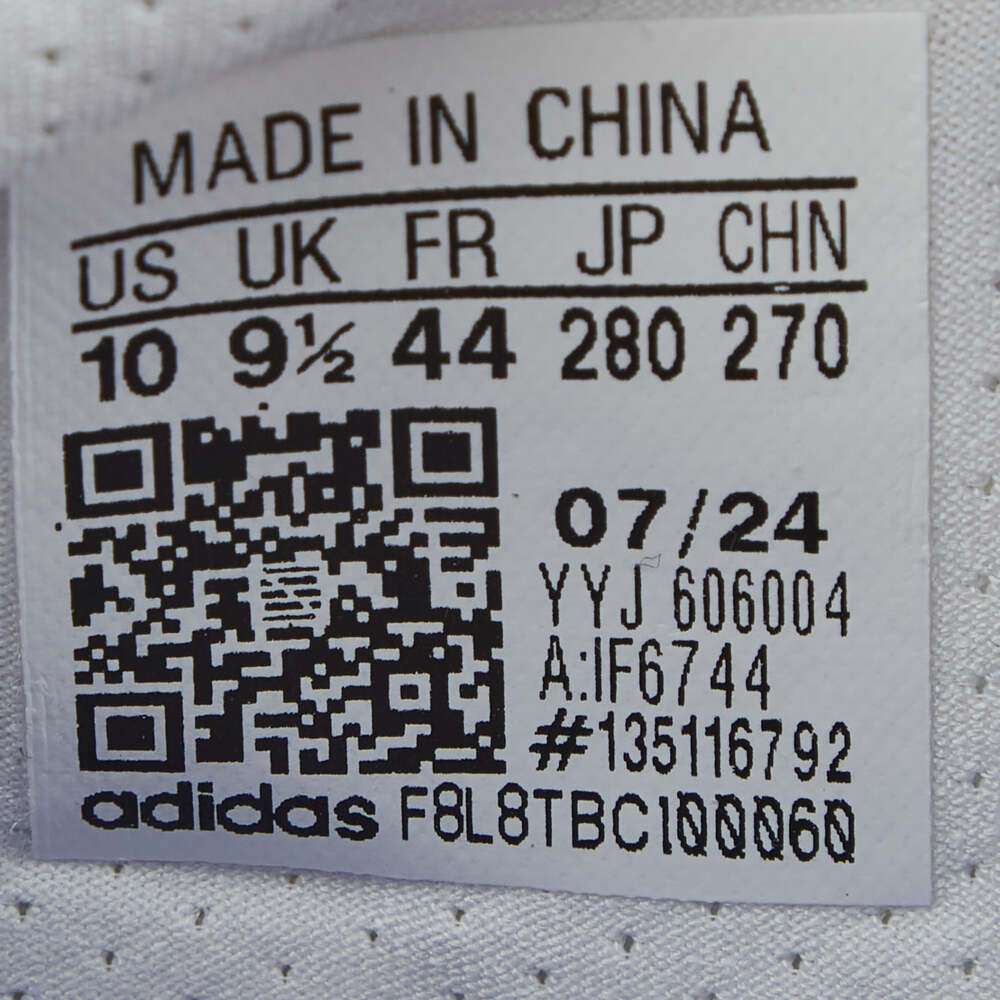 MADE IN CHINA
US UK FR JP CHN
10 9½ 44 280 270
07/24
YYJ 606004
A:IF6744
#135116792
adidas F8L8TBC100060